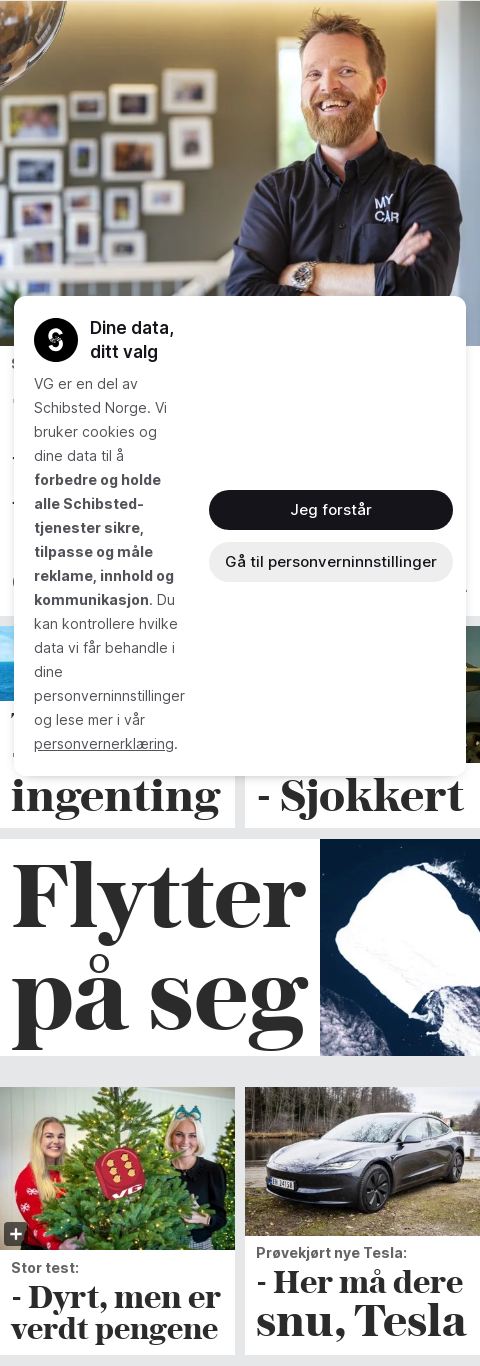 MY
CAR
Dine data,
ditt valg
VG er en del av
Schibsted Norge. Vi
bruker cookies og
dine data til å
forbedre og holde
alle Schibsted-
tjenester sikre,
tilpasse og måle
reklame, innhold og
kommunikasjon. Du
kan kontrollere hvilke
data vi får behandle i
dine
personverninnstillinger
og lese mer i vår
personvernerklæring.
Jeg forstår
Gå til personverninnstillinger
ingenting
- Sjokkert
Flytter
på seg
VG
Stor test:
- Dyrt, men er
verdt pengene
Prøvekjørt nye Tesla:
- Her må dere
snu, Tesla